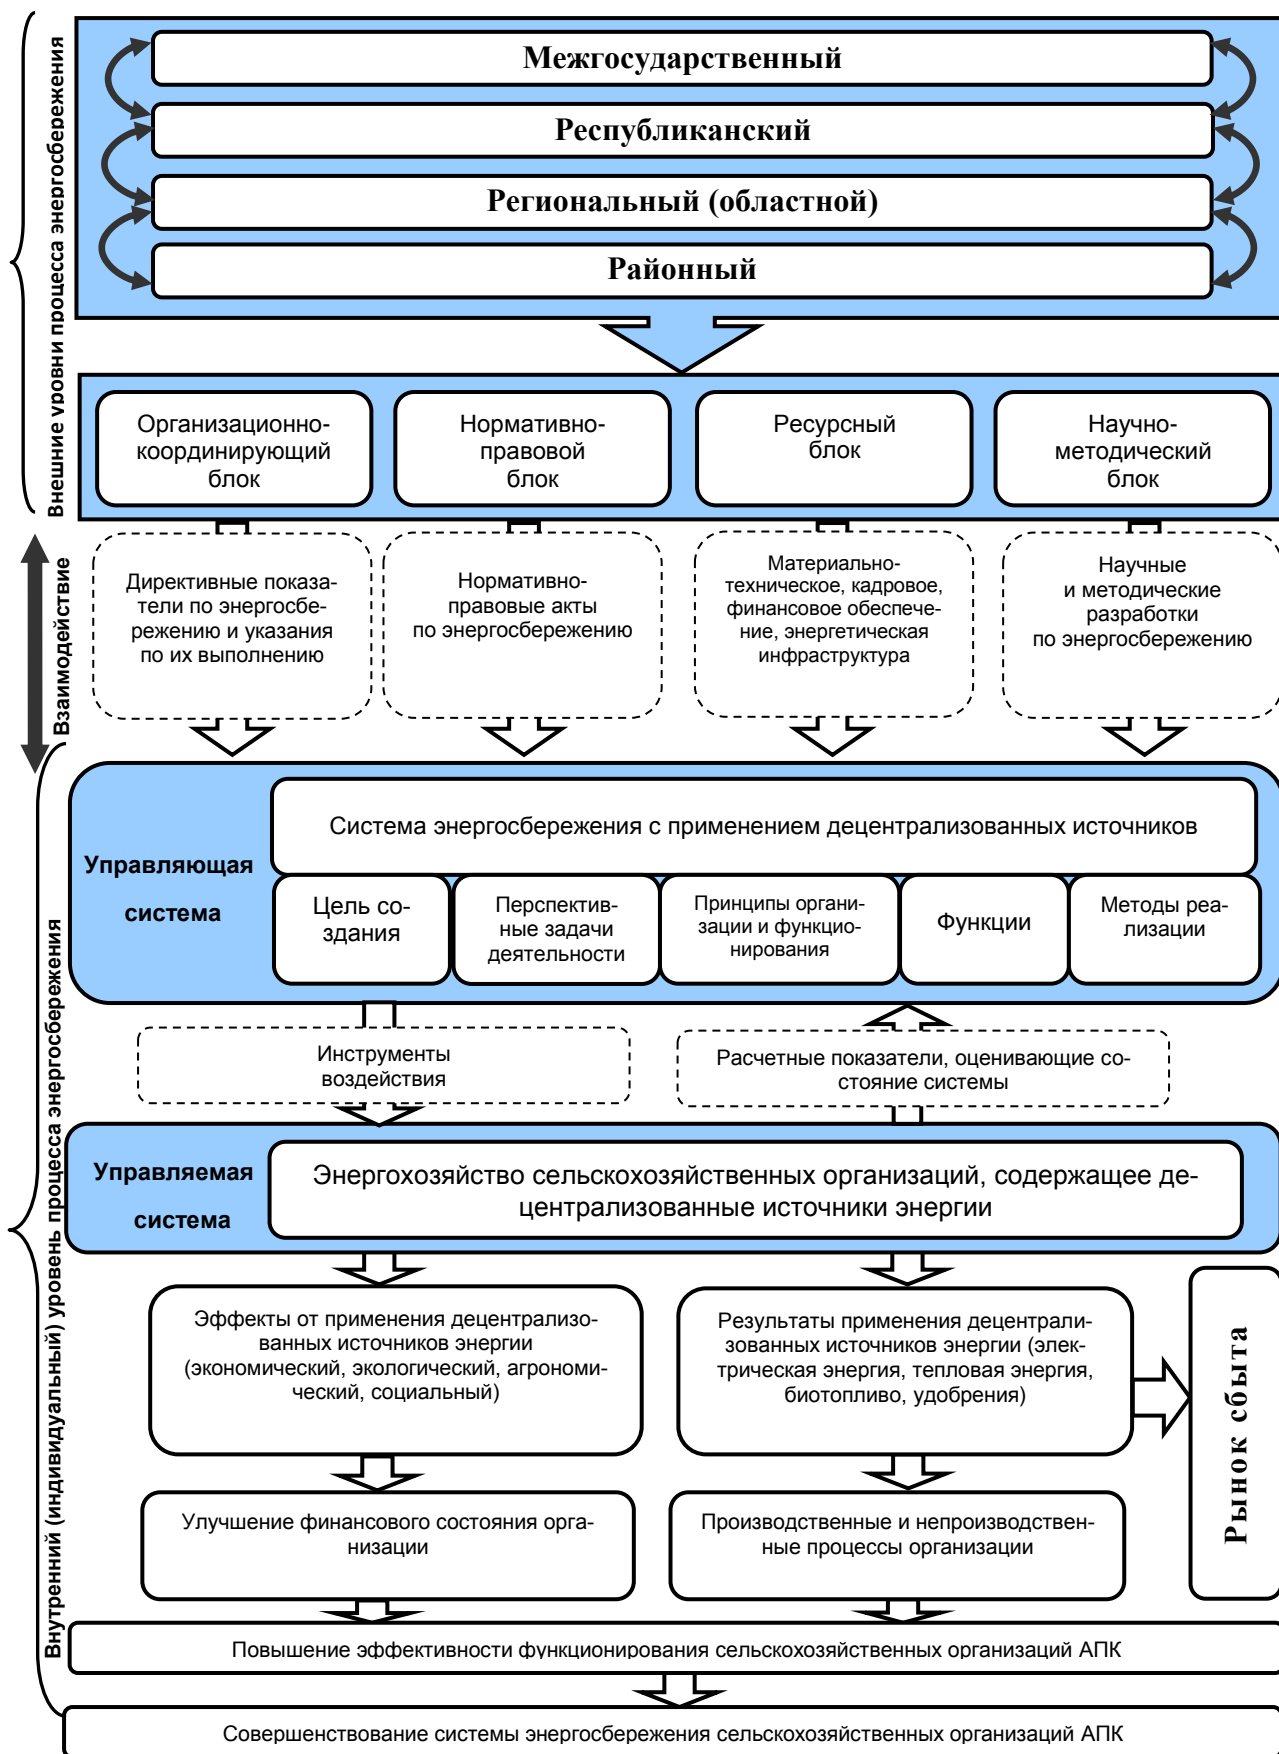 Внешние уровни процесса энергосбережения
Межгосударственный
Республиканский
Региональный (областной)
Районный
Организационно-
координирующий
блок
Нормативно-
правовой
блок
Ресурсный
блок
Научно-
методический
блок
Взаимодействие
Директивные показа-
тели по энергосбе-
режению и указания
по их выполнению
Нормативно-
правовые акты
по энергосбережению
Материально-
техническое, кадровое,
финансовое обеспече-
ние, энергетическая
инфраструктура
Научные
и методические
разработки
по энергосбережению
Внутренний (индивидуальный) уровень процесса энергосбережения
Управляющая
система
Система энергосбережения с применением децентрализованных источников
Цель со-
здания
Перспектив-
ные задачи
деятельности
Принципы органи-
зации и функцио-
нирования
Функции
Методы реа-
лизации
Инструменты
воздействия
Расчетные показатели, оценивающие со-
стояние системы
Управляемая
система
Энергохозяйство сельскохозяйственных организаций, содержащее де-
централизованные источники энергии
Эффекты от применения децентрализо-
ванных источников энергии
(экономический, экологический, агрономи-
ческий, социальный)
Результаты применения децентрали-
зованных источников энергии (элек-
трическая энергия, тепловая энергия,
биотопливо, удобрения)
Рынок сбыта
Улучшение финансового состояния орга-
низации
Производственные и непроизводствен-
ные процессы организации
Повышение эффективности функционирования сельскохозяйственных организаций АПК
Совершенствование системы энергосбережения сельскохозяйственных организаций АПК